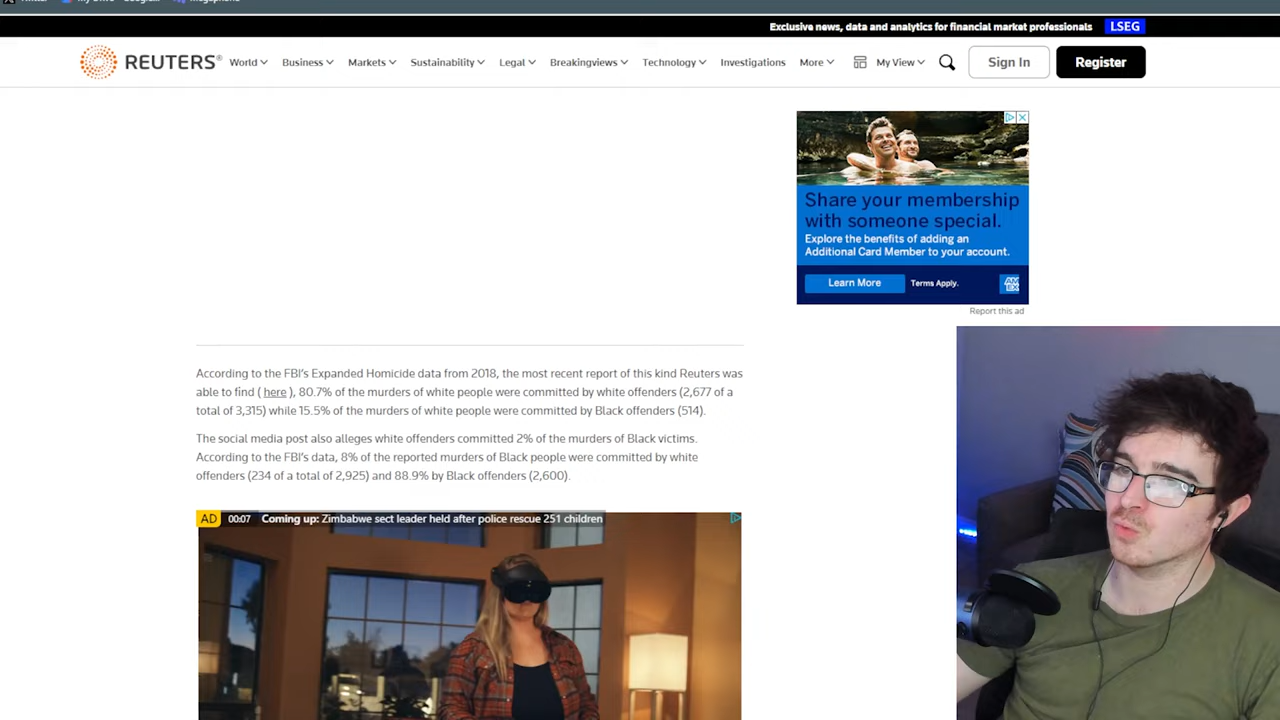 Exclusive news, data and analytics for financial market professionals LSEG
REUTERS® World Business Markets Sustainability Legal Breakingviews Technology Investigations More My View Sign In Register
Share your membership
with someone special.
Explore the benefits of adding an
Additional Card Member to your account.
Learn More Terms Apply. AM EX
Report this ad
According to the FBI's Expanded Homicide data from 2018, the most recent report of this kind Reuters was
able to find ( here ), 80.7% of the murders of white people were committed by white offenders (2,677 of a
total of 3,315) while 15.5% of the murders of white people were committed by Black offenders (514).
The social media post also alleges white offenders committed 2% of the murders of Black victims.
According to the FBI's data, 8% of the reported murders of Black people were committed by white
offenders (234 of a total of 2,925) and 88.9% by Black offenders (2,600).
AD 00:07 Coming up: Zimbabwe sect leader held after police rescue 251 children